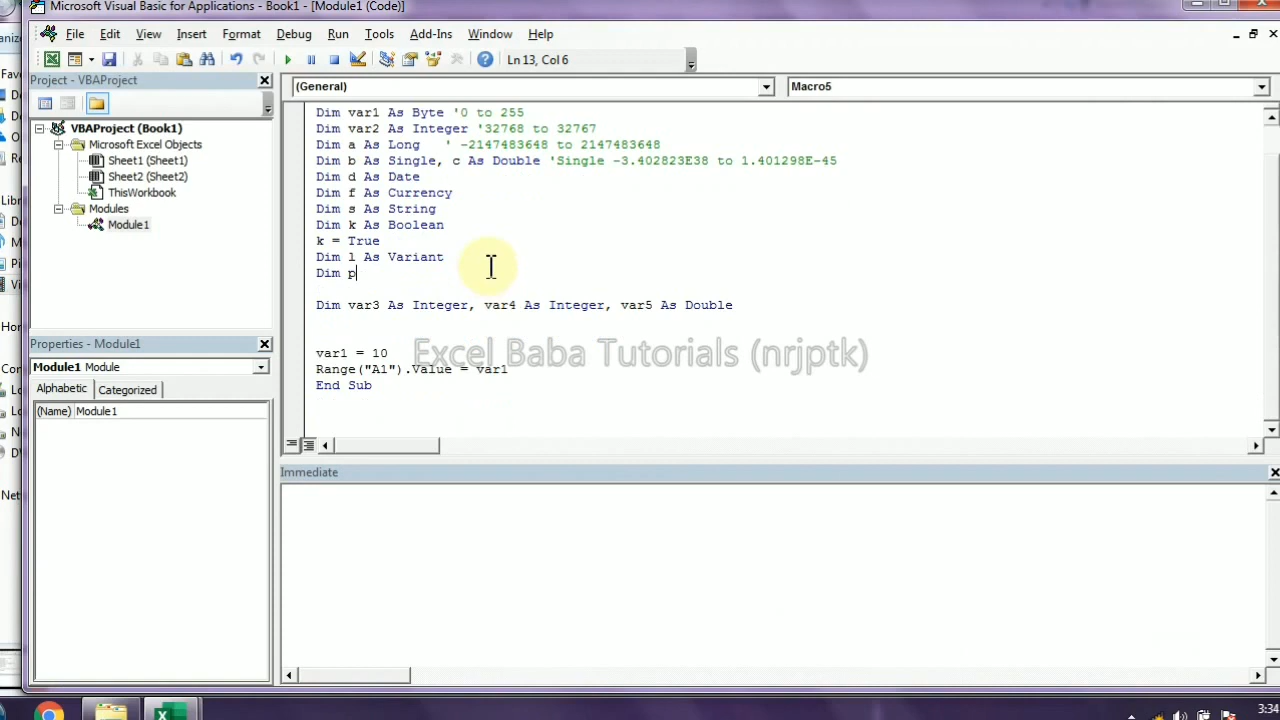 Microsoft Visual Basic for Applications - Book1 - [Module1 (Code)]
File Edit View Insert Format Debug Run Tools Add-Ins Window Help
Ln 13, Col 6
Project - VBAProject
VBAProject (Book1)
Microsoft Excel Objects
Sheet1 (Sheet1)
Sheet2 (Sheet2)
ThisWorkbook
Modules
Module1
Properties - Module1
Module1 Module
Alphabetic Categorized
(Name) Module1
(General) Macro5
Dim var1 As Byte '0 to 255
Dim var2 As Integer '32768 to 32767
Dim a As Long ' -2147483648 to 2147483648
Dim b As Single, c As Double 'Single -3.402823E38 to 1.401298E-45
Dim d As Date
Dim f As Currency
Dim s As String
Dim k As Boolean
k = True
Dim l As Variant
Dim p
Dim var3 As Integer, var4 As Integer, var5 As Double
var1 = 10
Range("A1").Value = var1
End Sub
Excel Baba Tutorials (nrjptk)
Immediate
3:34